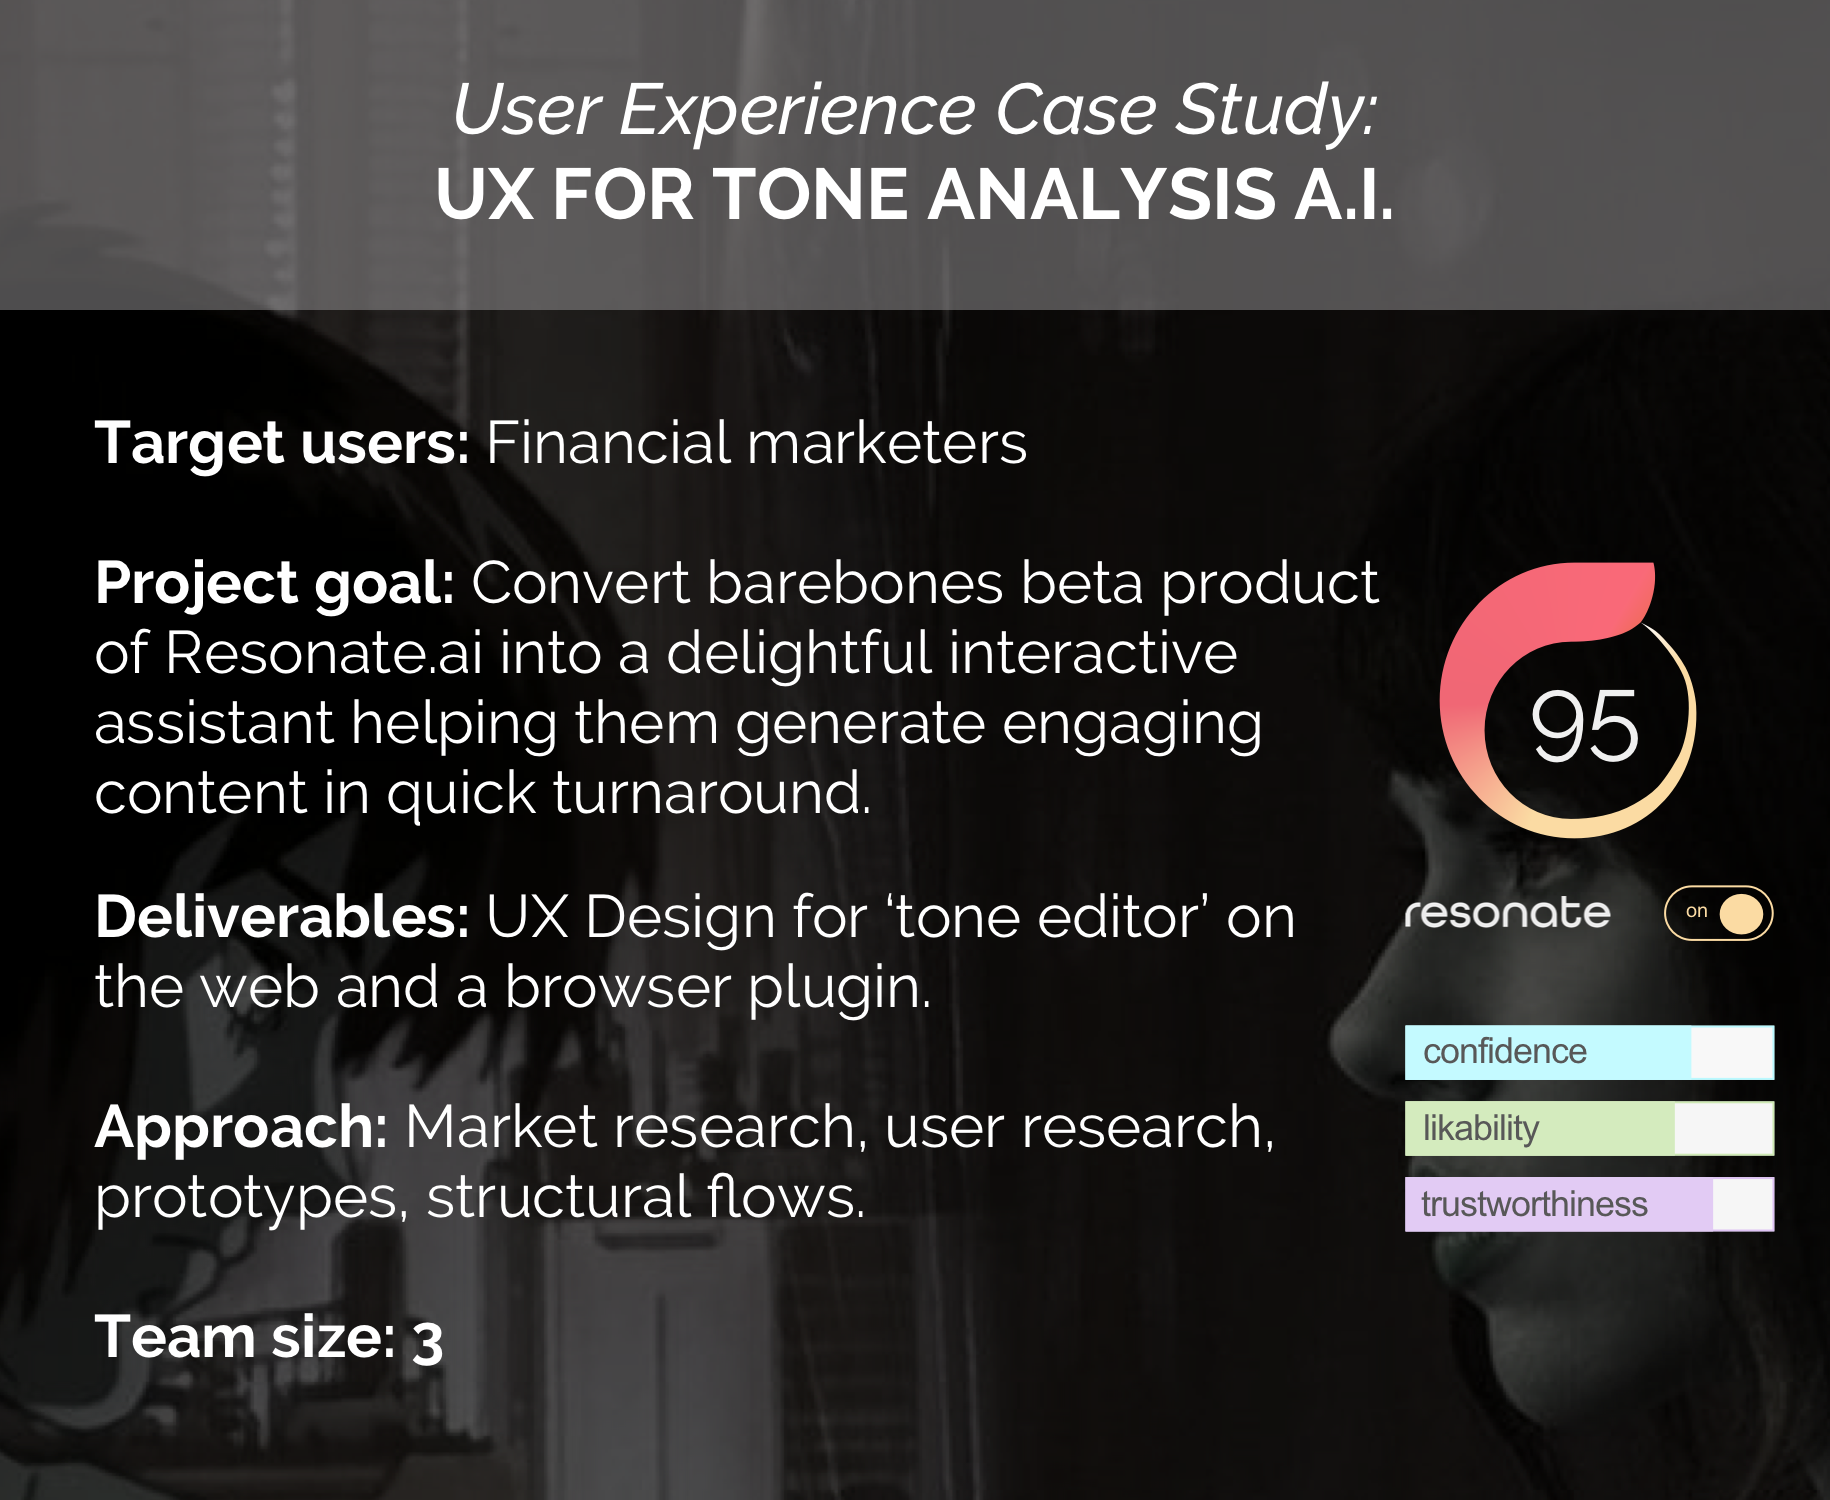 User Experience Case Study:
UX FOR TONE ANALYSIS A.I.
Target users: Financial marketers
Project goal: Convert barebones beta product
of Resonate.ai into a delightful interactive
assistant helping them generate engaging
content in quick turnaround.
Deliverables: UX Design for ‘tone editor’ on
the web and a browser plugin.
Approach: Market research, user research,
prototypes, structural flows.
Team size: 3
95
resonate on
confidence
likability
trustworthiness